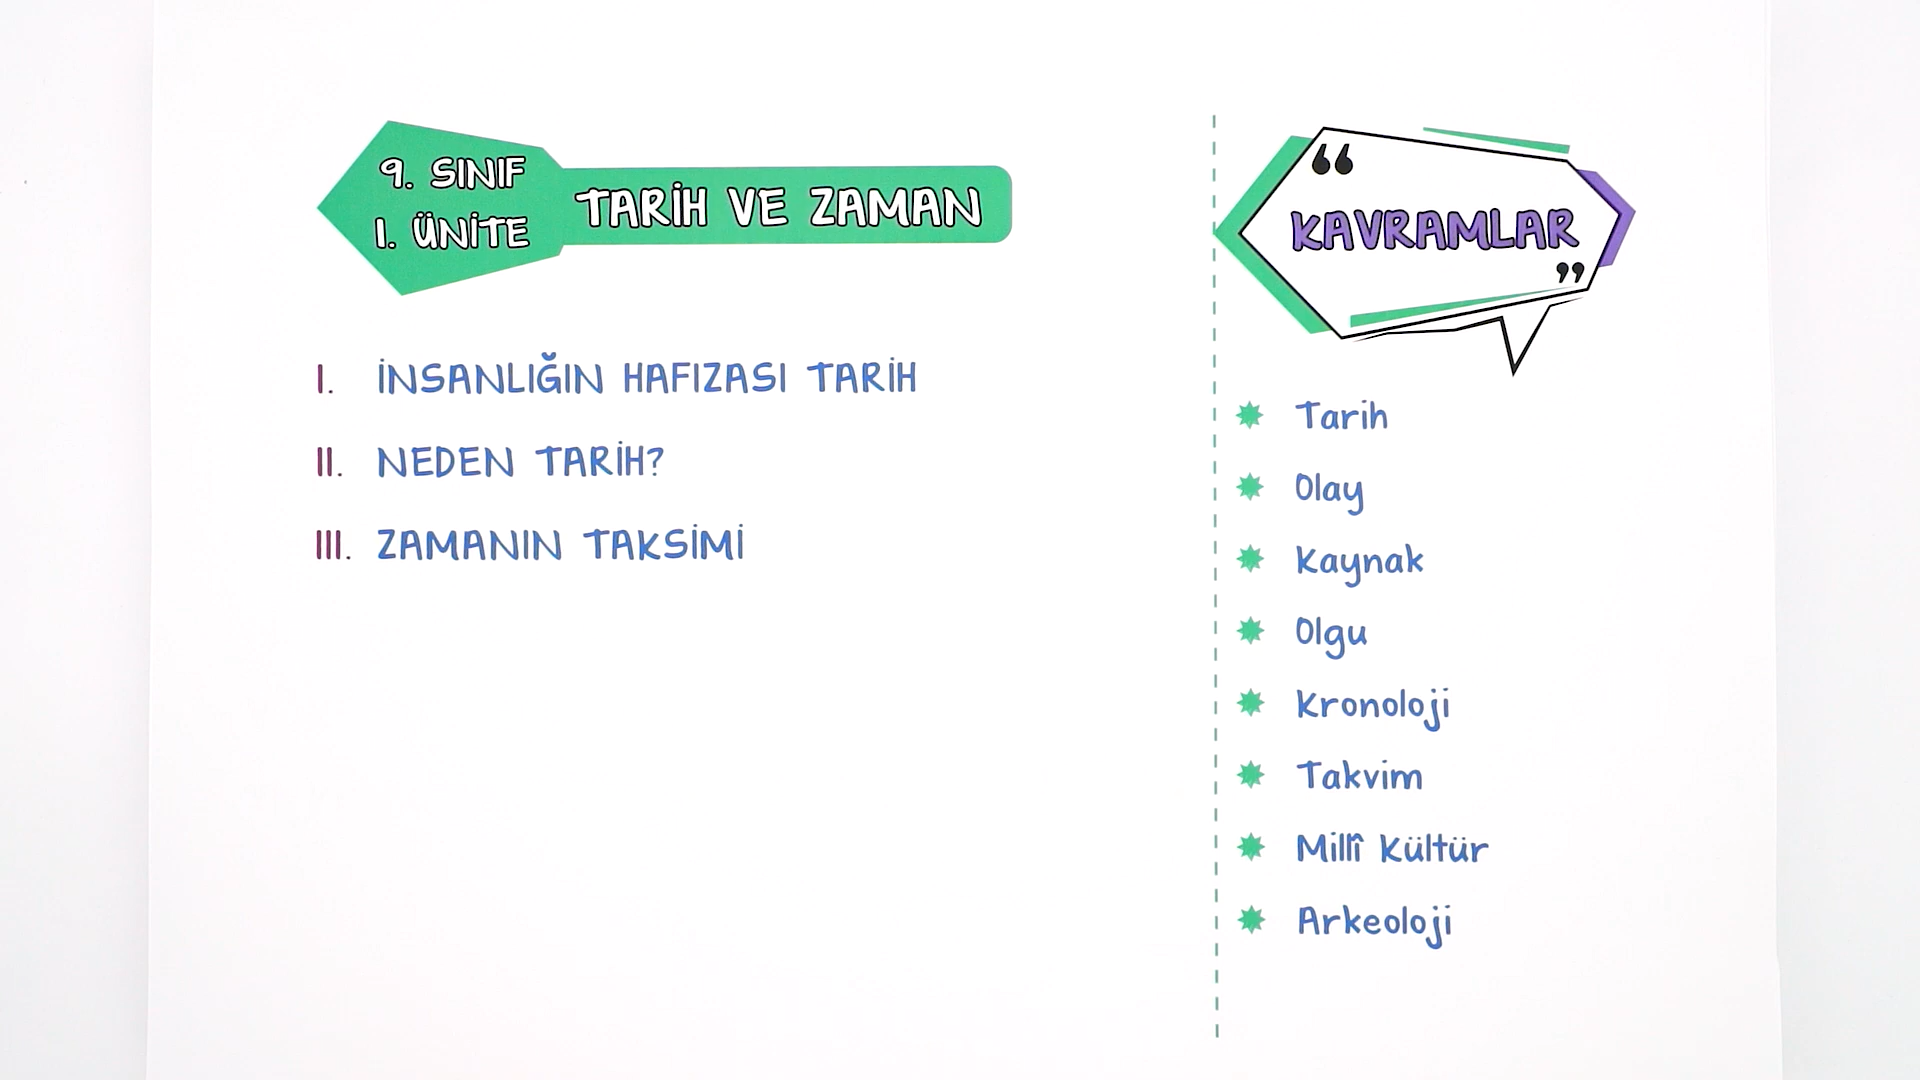 9. SINIF
1. ÜNİTE
TARİH VE ZAMAN
I. İNSANLIĞIN HAFIZASI TARİH
II. NEDEN TARİH?
III. ZAMANIN TAKSİMİ
“
KAVRAMLAR
”
Tarih
Olay
Kaynak
Olgu
Kronoloji
Takvim
Millî Kültür
Arkeoloji